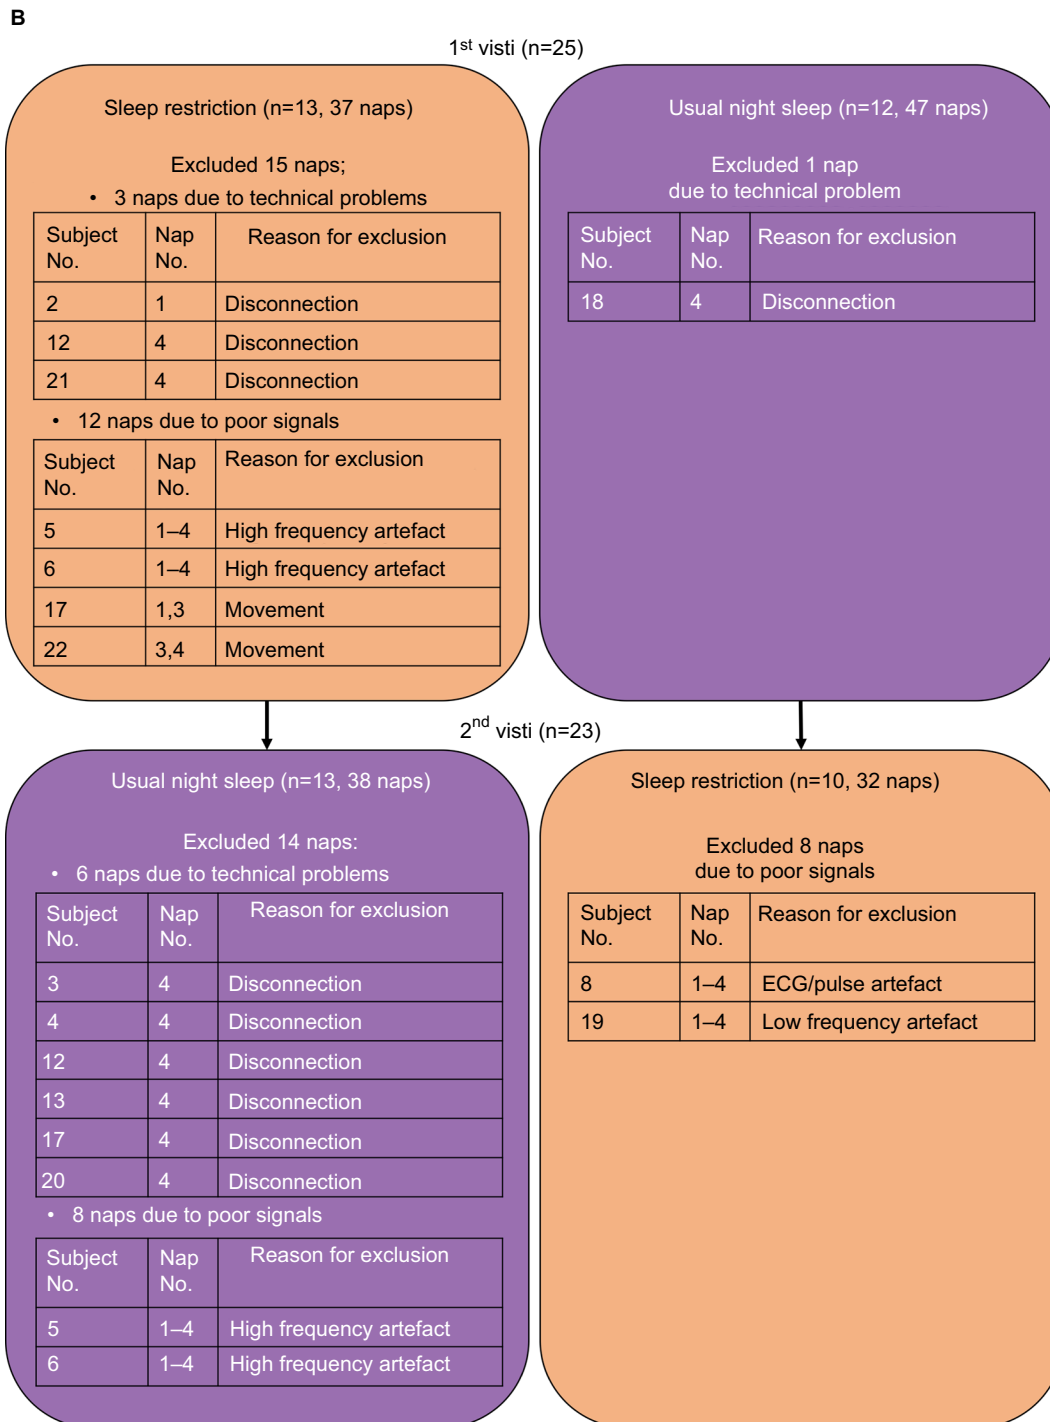 B
1st visti (n=25)
Sleep restriction (n=13, 37 naps)
Excluded 15 naps;
• 3 naps due to technical problems
Subject No. Nap No. Reason for exclusion
2 1 Disconnection
12 4 Disconnection
21 4 Disconnection
• 12 naps due to poor signals
Subject No. Nap No. Reason for exclusion
5 1–4 High frequency artefact
6 1–4 High frequency artefact
17 1,3 Movement
22 3,4 Movement
Usual night sleep (n=12, 47 naps)
Excluded 1 nap
due to technical problem
Subject No. Nap No. Reason for exclusion
18 4 Disconnection
2nd visti (n=23)
Usual night sleep (n=13, 38 naps)
Excluded 14 naps:
• 6 naps due to technical problems
Subject No. Nap No. Reason for exclusion
3 4 Disconnection
4 4 Disconnection
12 4 Disconnection
13 4 Disconnection
17 4 Disconnection
20 4 Disconnection
• 8 naps due to poor signals
Subject No. Nap No. Reason for exclusion
5 1–4 High frequency artefact
6 1–4 High frequency artefact
Sleep restriction (n=10, 32 naps)
Excluded 8 naps
due to poor signals
Subject No. Nap No. Reason for exclusion
8 1–4 ECG/pulse artefact
19 1–4 Low frequency artefact